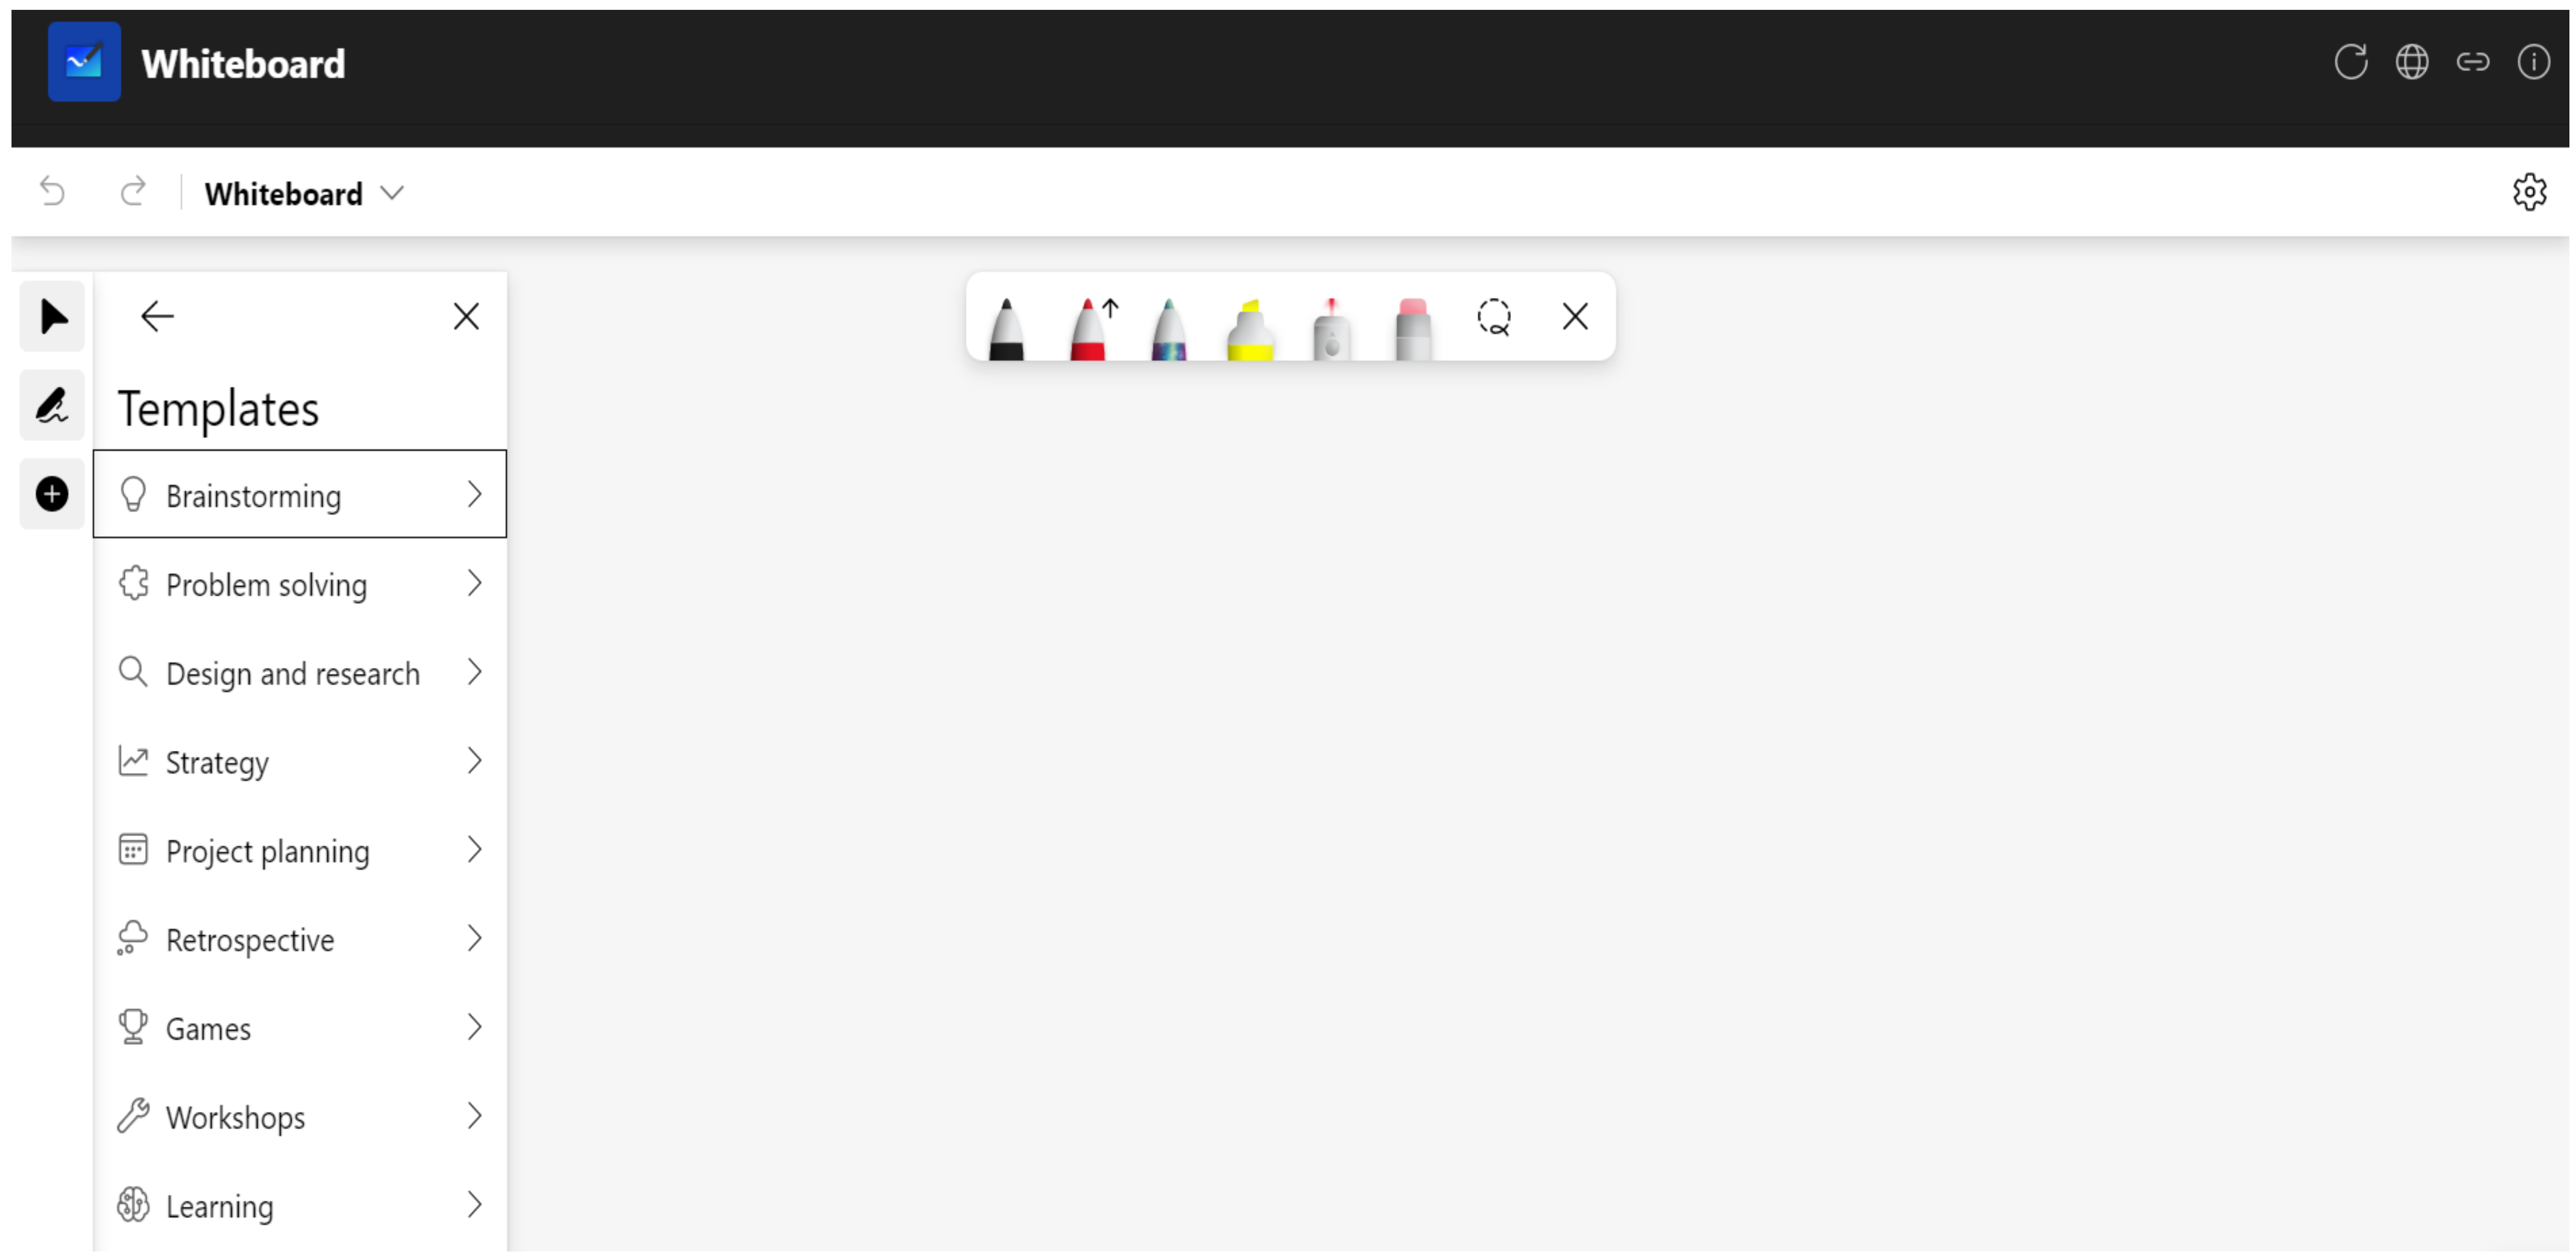 Whiteboard
Whiteboard
Templates
Brainstorming
Problem solving
Design and research
Strategy
Project planning
Retrospective
Games
Workshops
Learning